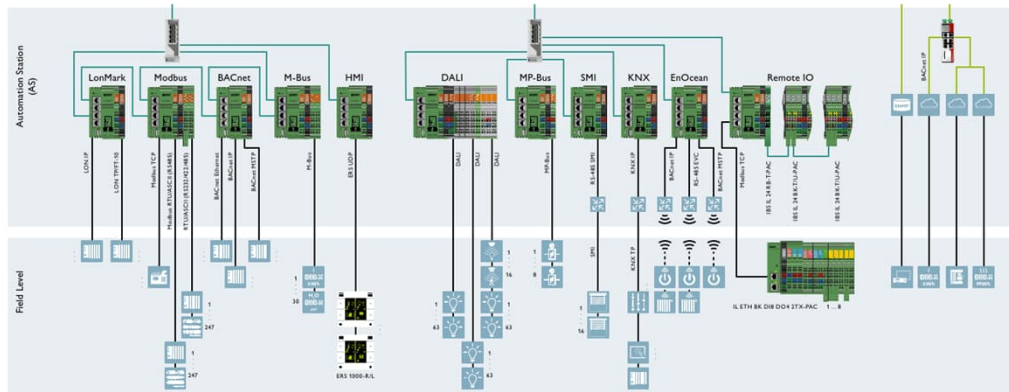 Automation Station
(AS)
LonMark
Modbus
BACnet
M-Bus
HMI
DALI
MP-Bus
SMI
KNX
EnOcean
Remote IO
BACnet IP
LON IP
LON TP/FT-10
Modbus TCP
Modbus RTU/ASCII (RS485)
RTU/ASCII (RS232/422/485)
BACnet Ethernet
BACnet IP
BACnet MSTP
M-Bus
ERS UDP
DALI
DALI
DALI
MP-Bus
RS-485 SMI
KNX IP
BACnet IP
RS-485 EVC
BACnet MSTP
Modbus TCP
IBS IL 24 RB-T-PAC
IBS IL 24 BK-T/U-PAC
IBS IL 24 BK-T/U-PAC
Field Level
SMI
KNX TP
1
247
1
247
1
30
kWh
H₂O
1
63
1
63
1
16
1
63
1
8
1
16
ERS 1000-R/L
IL ETH BK DI8 DO4 2TX-PAC
1 ... 8
kWh
MWh